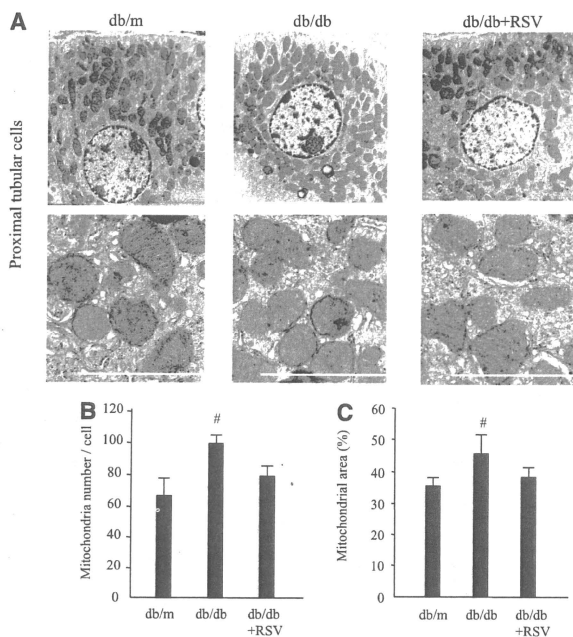 A
db/m
db/db
db/db+RSV
Proximal tubular cells
B
Mitochondria number / cell
120
100
80
60
40
20
0
#
db/m
db/db
db/db
+RSV
C
Mitochondrial area (%)
60
50
40
30
20
10
0
#
db/m
db/db
db/db
+RSV